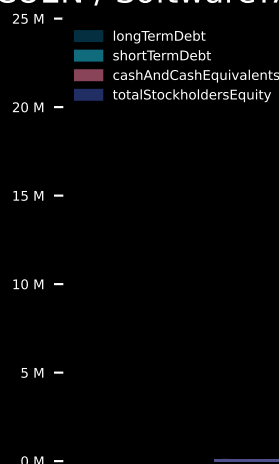 25 M
longTermDebt
shortTermDebt
cashAndCashEquivalents
totalStockholdersEquity
20 M
15 M
10 M
5 M
0 M